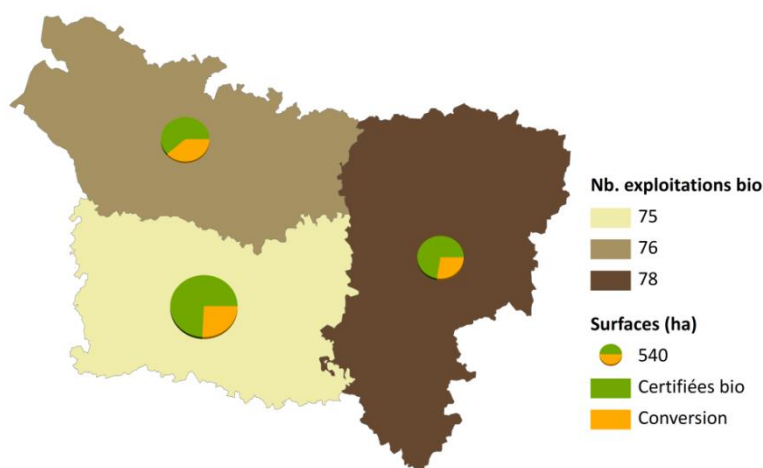 Nb. exploitations bio
75
76
78
Surfaces (ha)
540
Certifiées bio
Conversion